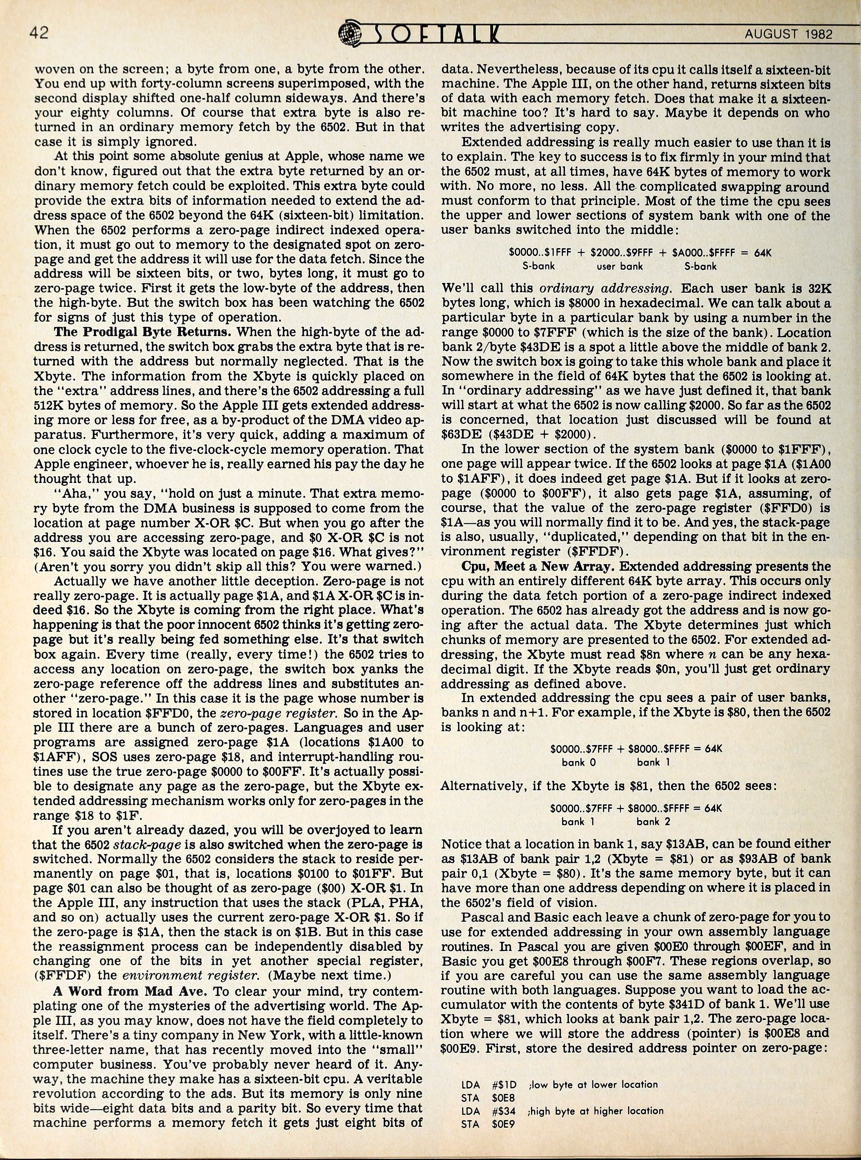 42
SOFTALK
AUGUST 1982
woven on the screen; a byte from one, a byte from the other.
You end up with forty-column screens superimposed, with the
second display shifted one-half column sideways. And there's
your eighty columns. Of course that extra byte is also re-
turned in an ordinary memory fetch by the 6502. But in that
case it is simply ignored.
At this point some absolute genius at Apple, whose name we
don't know, figured out that the extra byte returned by an or-
dinary memory fetch could be exploited. This extra byte could
provide the extra bits of information needed to extend the ad-
dress space of the 6502 beyond the 64K (sixteen-bit) limitation.
When the 6502 performs a zero-page indirect indexed opera-
tion, it must go out to memory to the designated spot on zero-
page and get the address it will use for the data fetch. Since the
address will be sixteen bits, or two, bytes long, it must go to
zero-page twice. First it gets the low-byte of the address, then
the high-byte. But the switch box has been watching the 6502
for signs of just this type of operation.
The Prodigal Byte Returns. When the high-byte of the ad-
dress is returned, the switch box grabs the extra byte that is re-
turned with the address but normally neglected. That is the
Xbyte. The information from the Xbyte is quickly placed on
the "extra" address lines, and there's the 6502 addressing a full
512K bytes of memory. So the Apple III gets extended address-
ing more or less for free, as a by-product of the DMA video ap-
paratus. Furthermore, it's very quick, adding a maximum of
one clock cycle to the five-clock-cycle memory operation. That
Apple engineer, whoever he is, really earned his pay the day he
thought that up.
"Aha," you say, "hold on just a minute. That extra memo-
ry byte from the DMA business is supposed to come from the
location at page number X-OR $C. But when you go after the
address you are accessing zero-page, and $0 X-OR $C is not
$16. You said the Xbyte was located on page $16. What gives?"
(Aren't you sorry you didn't skip all this? You were warned.)
Actually we have another little deception. Zero-page is not
really zero-page. It is actually page $1A, and $1A X-OR $C is in-
deed $16. So the Xbyte is coming from the right place. What's
happening is that the poor innocent 6502 thinks it's getting zero-
page but it's really being fed something else. It's that switch
box again. Every time (really, every time!) the 6502 tries to
access any location on zero-page, the switch box yanks the
zero-page reference off the address lines and substitutes an-
other "zero-page." In this case it is the page whose number is
stored in location $FFD0, the zero-page register. So in the Ap-
ple III there are a bunch of zero-pages. Languages and user
programs are assigned zero-page $1A (locations $1A00 to
$1AFF), SOS uses zero-page $18, and interrupt-handling rou-
tines use the true zero-page $0000 to $00FF. It's actually possi-
ble to designate any page as the zero-page, but the Xbyte ex-
tended addressing mechanism works only for zero-pages in the
range $18 to $1F.
If you aren't already dazed, you will be overjoyed to learn
that the 6502 stack-page is also switched when the zero-page is
switched. Normally the 6502 considers the stack to reside per-
manently on page $01, that is, locations $0100 to $01FF. But
page $01 can also be thought of as zero-page ($00) X-OR $1. In
the Apple III, any instruction that uses the stack (PLA, PHA,
and so on) actually uses the current zero-page X-OR $1. So if
the zero-page is $1A, then the stack is on $1B. But in this case
the reassignment process can be independently disabled by
changing one of the bits in yet another special register,
($FFDF) the environment register. (Maybe next time.)
A Word from Mad Ave. To clear your mind, try contem-
plating one of the mysteries of the advertising world. The Ap-
ple III, as you may know, does not have the field completely to
itself. There's a tiny company in New York, with a little-known
three-letter name, that has recently moved into the "small"
computer business. You've probably never heard of it. Any-
way, the machine they make has a sixteen-bit cpu. A veritable
revolution according to the ads. But its memory is only nine
bits wide—eight data bits and a parity bit. So every time that
machine performs a memory fetch it gets just eight bits of
data. Nevertheless, because of its cpu it calls itself a sixteen-bit
machine. The Apple III, on the other hand, returns sixteen bits
of data with each memory fetch. Does that make it a sixteen-
bit machine too? It's hard to say. Maybe it depends on who
writes the advertising copy.
Extended addressing is really much easier to use than it is
to explain. The key to success is to fix firmly in your mind that
the 6502 must, at all times, have 64K bytes of memory to work
with. No more, no less. All the complicated swapping around
must conform to that principle. Most of the time the cpu sees
the upper and lower sections of system bank with one of the
user banks switched into the middle:
$0000..$1FFF + $2000..$9FFF + $A000..$FFFF = 64K
S-bank user bank S-bank
We'll call this ordinary addressing. Each user bank is 32K
bytes long, which is $8000 in hexadecimal. We can talk about a
particular byte in a particular bank by using a number in the
range $0000 to $7FFF (which is the size of the bank). Location
bank 2/byte $43DE is a spot a little above the middle of bank 2.
Now the switch box is going to take this whole bank and place it
somewhere in the field of 64K bytes that the 6502 is looking at.
In "ordinary addressing" as we have just defined it, that bank
will start at what the 6502 is now calling $2000. So far as the 6502
is concerned, that location just discussed will be found at
$63DE ($43DE + $2000).
In the lower section of the system bank ($0000 to $1FFF),
one page will appear twice. If the 6502 looks at page $1A ($1A00
to $1AFF), it does indeed get page $1A. But if it looks at zero-
page ($0000 to $00FF), it also gets page $1A, assuming, of
course, that the value of the zero-page register ($FFD0) is
$1A—as you will normally find it to be. And yes, the stack-page
is also, usually, "duplicated," depending on that bit in the en-
vironment register ($FFDF).
Cpu, Meet a New Array. Extended addressing presents the
cpu with an entirely different 64K byte array. This occurs only
during the data fetch portion of a zero-page indirect indexed
operation. The 6502 has already got the address and is now go-
ing after the actual data. The Xbyte determines just which
chunks of memory are presented to the 6502. For extended ad-
dressing, the Xbyte must read $8n where n can be any hexa-
decimal digit. If the Xbyte reads $0n, you'll just get ordinary
addressing as defined above.
In extended addressing the cpu sees a pair of user banks,
banks n and n+1. For example, if the Xbyte is $80, then the 6502
is looking at:
$0000..$7FFF + $8000..$FFFF = 64K
bank 0 bank 1
Alternatively, if the Xbyte is $81, then the 6502 sees:
$0000..$7FFF + $8000..$FFFF = 64K
bank 1 bank 2
Notice that a location in bank 1, say $13AB, can be found either
as $13AB of bank pair 1,2 (Xbyte = $81) or as $93AB of bank
pair 0,1 (Xbyte = $80). It's the same memory byte, but it can
have more than one address depending on where it is placed in
the 6502's field of vision.
Pascal and Basic each leave a chunk of zero-page for you to
use for extended addressing in your own assembly language
routines. In Pascal you are given $00E0 through $00EF, and in
Basic you get $00E8 through $00F7. These regions overlap, so
if you are careful you can use the same assembly language
routine with both languages. Suppose you want to load the ac-
cumulator with the contents of byte $341D of bank 1. We'll use
Xbyte = $81, which looks at bank pair 1,2. The zero-page loca-
tion where we will store the address (pointer) is $00E8 and
$00E9. First, store the desired address pointer on zero-page:
LDA #$1D ;low byte at lower location
STA $0E8
LDA #$34 ;high byte at higher location
STA $0E9